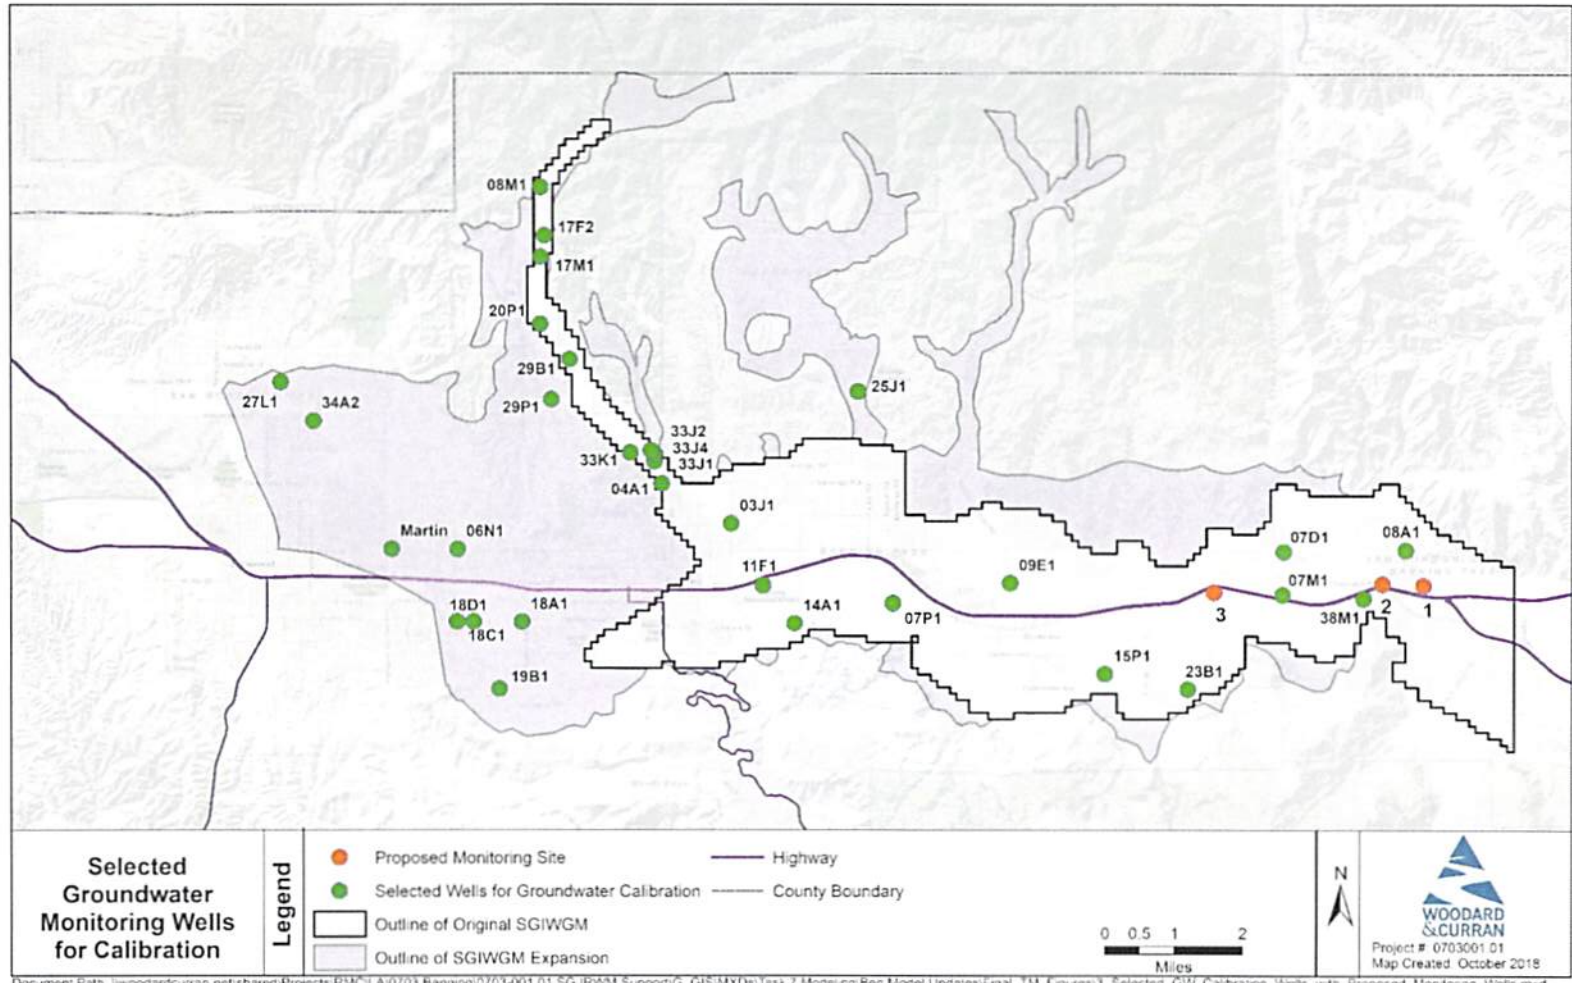 08M1
17F2
17M1
20P1
29B1
29P1
25J1
27L1
34A2
33J2
33J4
33K1
33J1
04A1
03J1
Martin
06N1
11F1
09E1
07D1
08A1
18D1
18A1
18C1
14A1
07P1
07M1
3
38M1
2
1
19B1
15P1
23B1
Selected
Groundwater
Monitoring Wells
for Calibration
Legend
Proposed Monitoring Site
Highway
Selected Wells for Groundwater Calibration
County Boundary
Outline of Original SGIWGM
Outline of SGIWGM Expansion
0 0.5 1 2
Miles
N
WOODARD
&CURRAN
Project #: 0703001.01
Map Created: October 2018